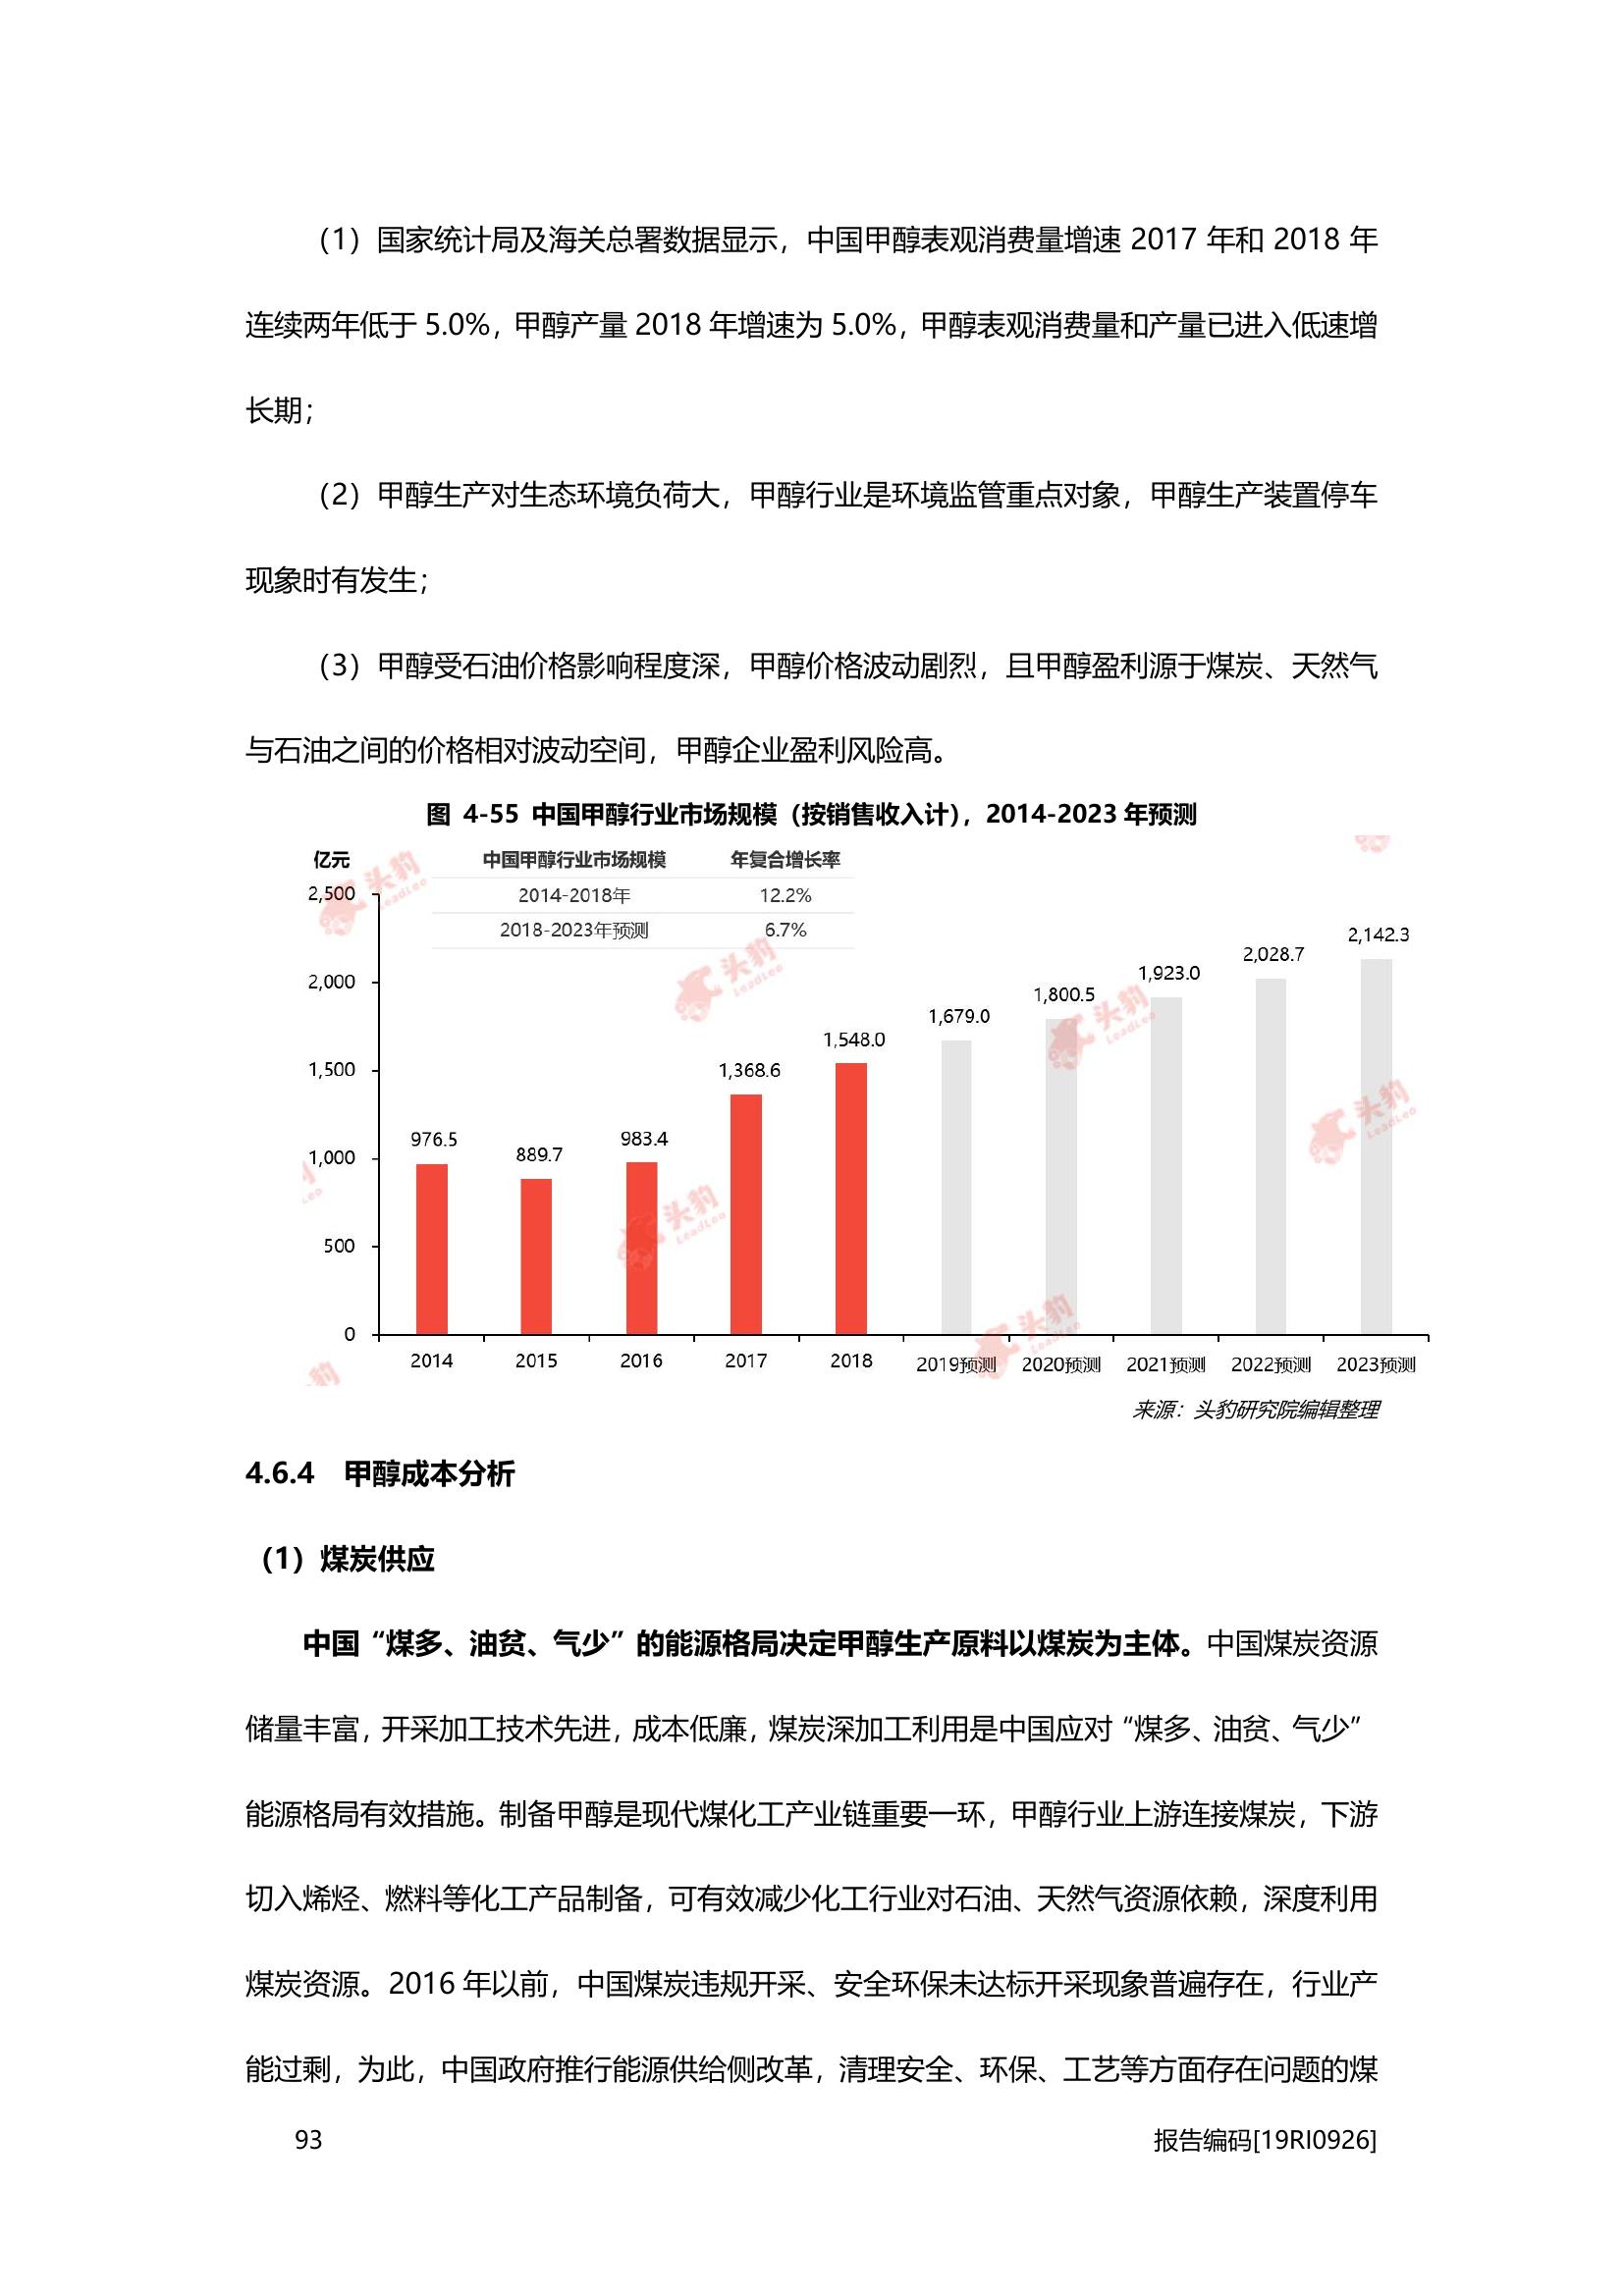 （1）国家统计局及海关总署数据显示，中国甲醇表观消费量增速 2017 年和 2018 年
连续两年低于 5.0%，甲醇产量 2018 年增速为 5.0%，甲醇表观消费量和产量已进入低速增
长期；
（2）甲醇生产对生态环境负荷大，甲醇行业是环境监管重点对象，甲醇生产装置停车
现象时有发生；
（3）甲醇受石油价格影响程度深，甲醇价格波动剧烈，且甲醇盈利源于煤炭、天然气
与石油之间的价格相对波动空间，甲醇企业盈利风险高。
图 4-55 中国甲醇行业市场规模（按销售收入计），2014-2023 年预测
亿元
中国甲醇行业市场规模 年复合增长率
2014-2018年 12.2%
2018-2023年预测 6.7%
2,500
2,000
1,500
1,000
500
0
976.5
889.7
983.4
1,368.6
1,548.0
1,679.0
1,800.5
1,923.0
2,028.7
2,142.3
2014 2015 2016 2017 2018 2019预测 2020预测 2021预测 2022预测 2023预测
头豹
LeadLeo
头豹
LeadLeo
头豹
LeadLeo
头豹
LeadLeo
头豹
LeadLeo
头豹
LeadLeo
来源：头豹研究院编辑整理
4.6.4 甲醇成本分析
（1）煤炭供应
中国“煤多、油贫、气少”的能源格局决定甲醇生产原料以煤炭为主体。中国煤炭资源
储量丰富，开采加工技术先进，成本低廉，煤炭深加工利用是中国应对“煤多、油贫、气少”
能源格局有效措施。制备甲醇是现代煤化工产业链重要一环，甲醇行业上游连接煤炭，下游
切入烯烃、燃料等化工产品制备，可有效减少化工行业对石油、天然气资源依赖，深度利用
煤炭资源。2016 年以前，中国煤炭违规开采、安全环保未达标开采现象普遍存在，行业产
能过剩，为此，中国政府推行能源供给侧改革，清理安全、环保、工艺等方面存在问题的煤
93
报告编码[19RI0926]